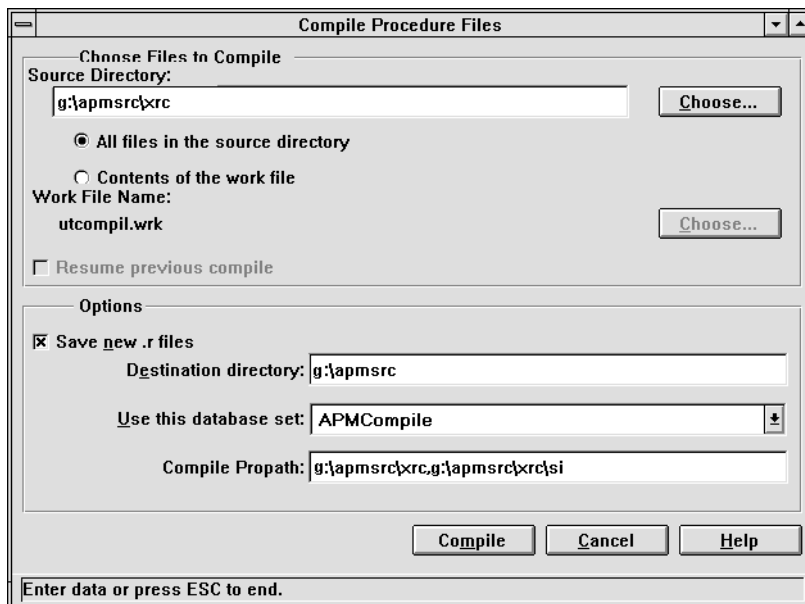 Compile Procedure Files
Choose Files to Compile
Source Directory:
g:\apmsrc\xrc
Choose...
All files in the source directory
Contents of the work file
Work File Name:
utcompil.wrk
Choose...
Resume previous compile
Options
Save new .r files
Destination directory: g:\apmsrc
Use this database set: APMCompile
Compile Propath: g:\apmsrc\xrc,g:\apmsrc\xrc\si
Compile Cancel Help
Enter data or press ESC to end.